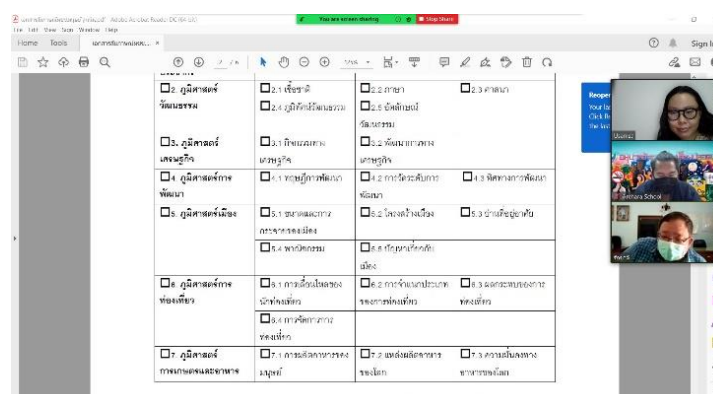 Adobe Acrobat Reader DC (64-bit)
You are screen sharing
Stop Share
File Edit View Sign Window Help
Home Tools
Sign In
2 / 6
125%
☐2. ภูมิศาสตร์วัฒนธรรม ☐2.1 เชื้อชาติ ☐2.2 ภาษา ☐2.3 ศาสนา
☐2.4 ภูมิทัศน์วัฒนธรรม ☐2.5 อัตลักษณ์วัฒนธรรม
☐3. ภูมิศาสตร์เศรษฐกิจ ☐3.1 กิจกรรมทางเศรษฐกิจ ☐3.2 พัฒนาการทางเศรษฐกิจ
☐4. ภูมิศาสตร์การพัฒนา ☐4.1 ทฤษฎีการพัฒนา ☐4.2 การจัดระดับการพัฒนา ☐4.3 ทิศทางการพัฒนา
☐5. ภูมิศาสตร์เมือง ☐5.1 ขนาดและการกระจายของเมือง ☐5.2 โครงสร้างเมือง ☐5.3 ย่านที่อยู่อาศัย
☐5.4 พาณิชกรรม ☐5.5 ปัญหาเกี่ยวกับเมือง
☐6. ภูมิศาสตร์การท่องเที่ยว ☐6.1 การเคลื่อนไหวของนักท่องเที่ยว ☐6.2 การจำแนกประเภทของการท่องเที่ยว ☐6.3 ผลกระทบของการท่องเที่ยว
☐6.4 การจัดการการท่องเที่ยว
☐7. ภูมิศาสตร์การเกษตรและอาหาร ☐7.1 การผลิตอาหารของมนุษย์ ☐7.2 แหล่งผลิตอาหารของโลก ☐7.3 ความมั่นคงทางอาหารของโลก